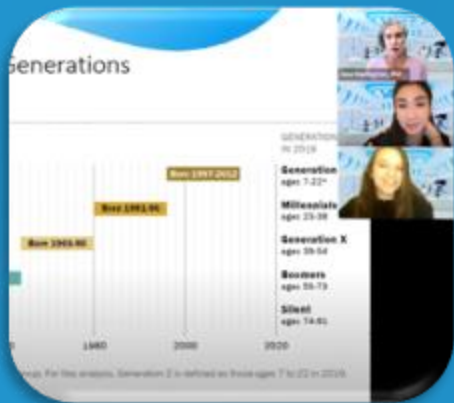 Generations
GENERATION
IN 2019
Born 1997-2012
Generation
ages 7-22*
Born 1981-96
Millennials
ages 23-38
Born 1965-80
Generation X
ages 39-54
Boomers
ages 55-73
Silent
ages 74-91
1980
2000
2020
For this analysis, Generation Z is defined as those ages 7 to 22 in 2019.